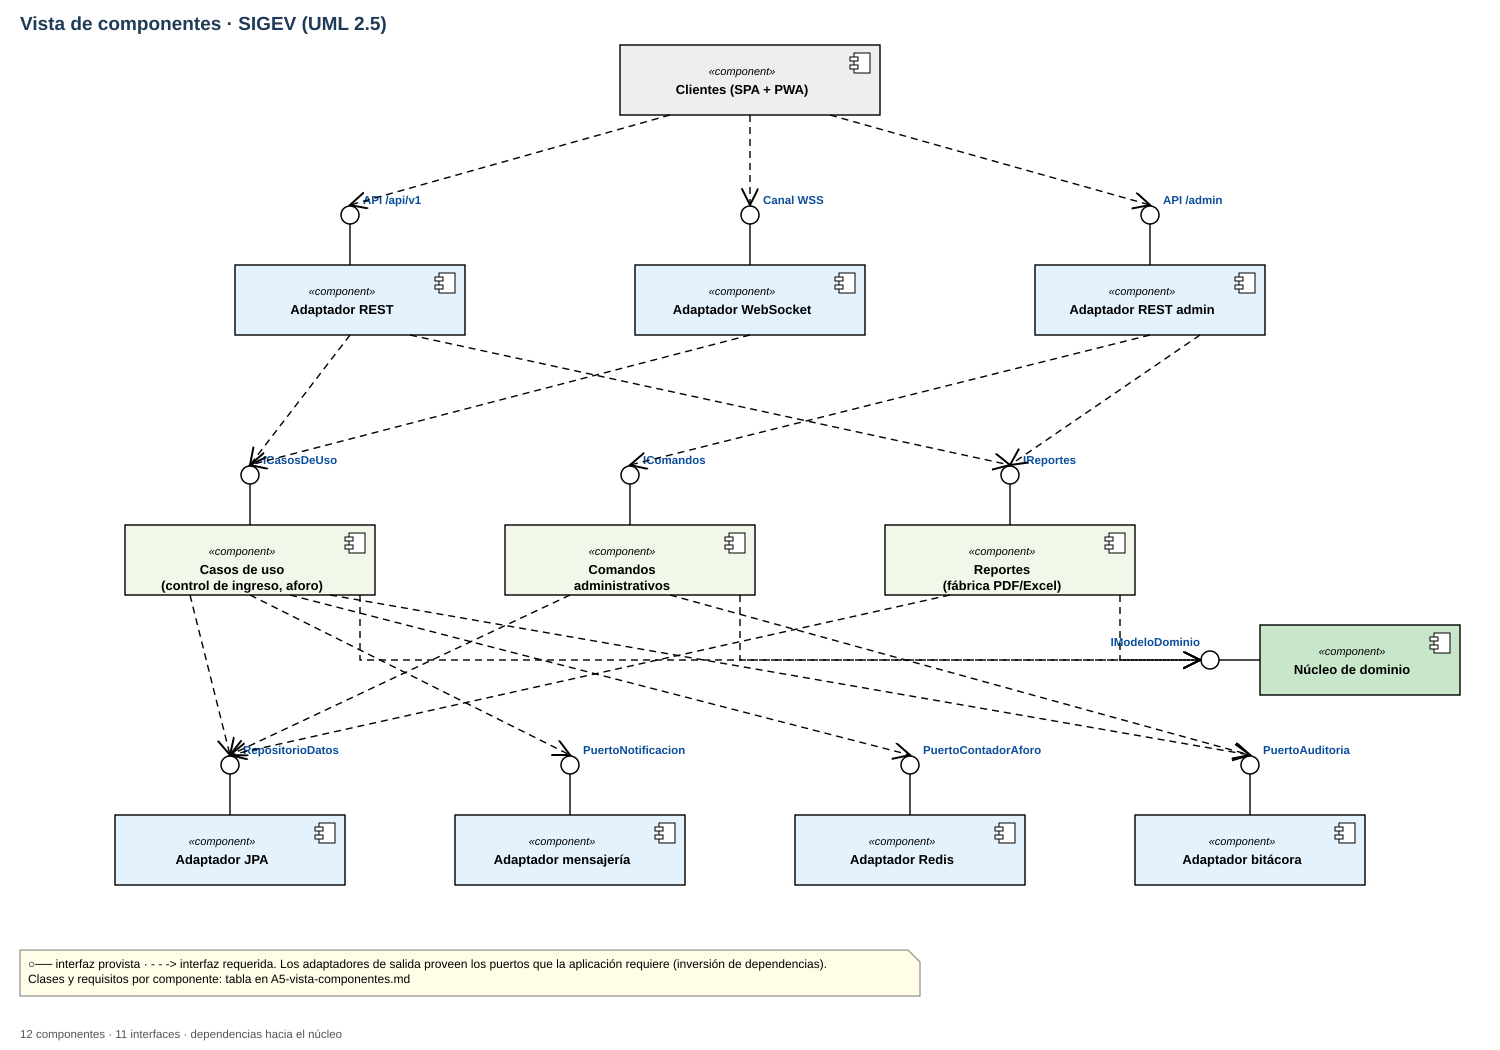 Vista de componentes · SIGEV (UML 2.5)
«component»
Clientes (SPA + PWA)
API /api/v1
Canal WSS
API /admin
«component»
Adaptador REST
«component»
Adaptador WebSocket
«component»
Adaptador REST admin
ICasosDeUso
IComandos
IReportes
«component»
Casos de uso
(control de ingreso, aforo)
«component»
Comandos
administrativos
«component»
Reportes
(fábrica PDF/Excel)
IModeloDominio
«component»
Núcleo de dominio
RepositorioDatos
PuertoNotificacion
PuertoContadorAforo
PuertoAuditoria
«component»
Adaptador JPA
«component»
Adaptador mensajería
«component»
Adaptador Redis
«component»
Adaptador bitácora
○── interfaz provista · - - -> interfaz requerida. Los adaptadores de salida proveen los puertos que la aplicación requiere (inversión de dependencias).
Clases y requisitos por componente: tabla en A5-vista-componentes.md
12 componentes · 11 interfaces · dependencias hacia el núcleo